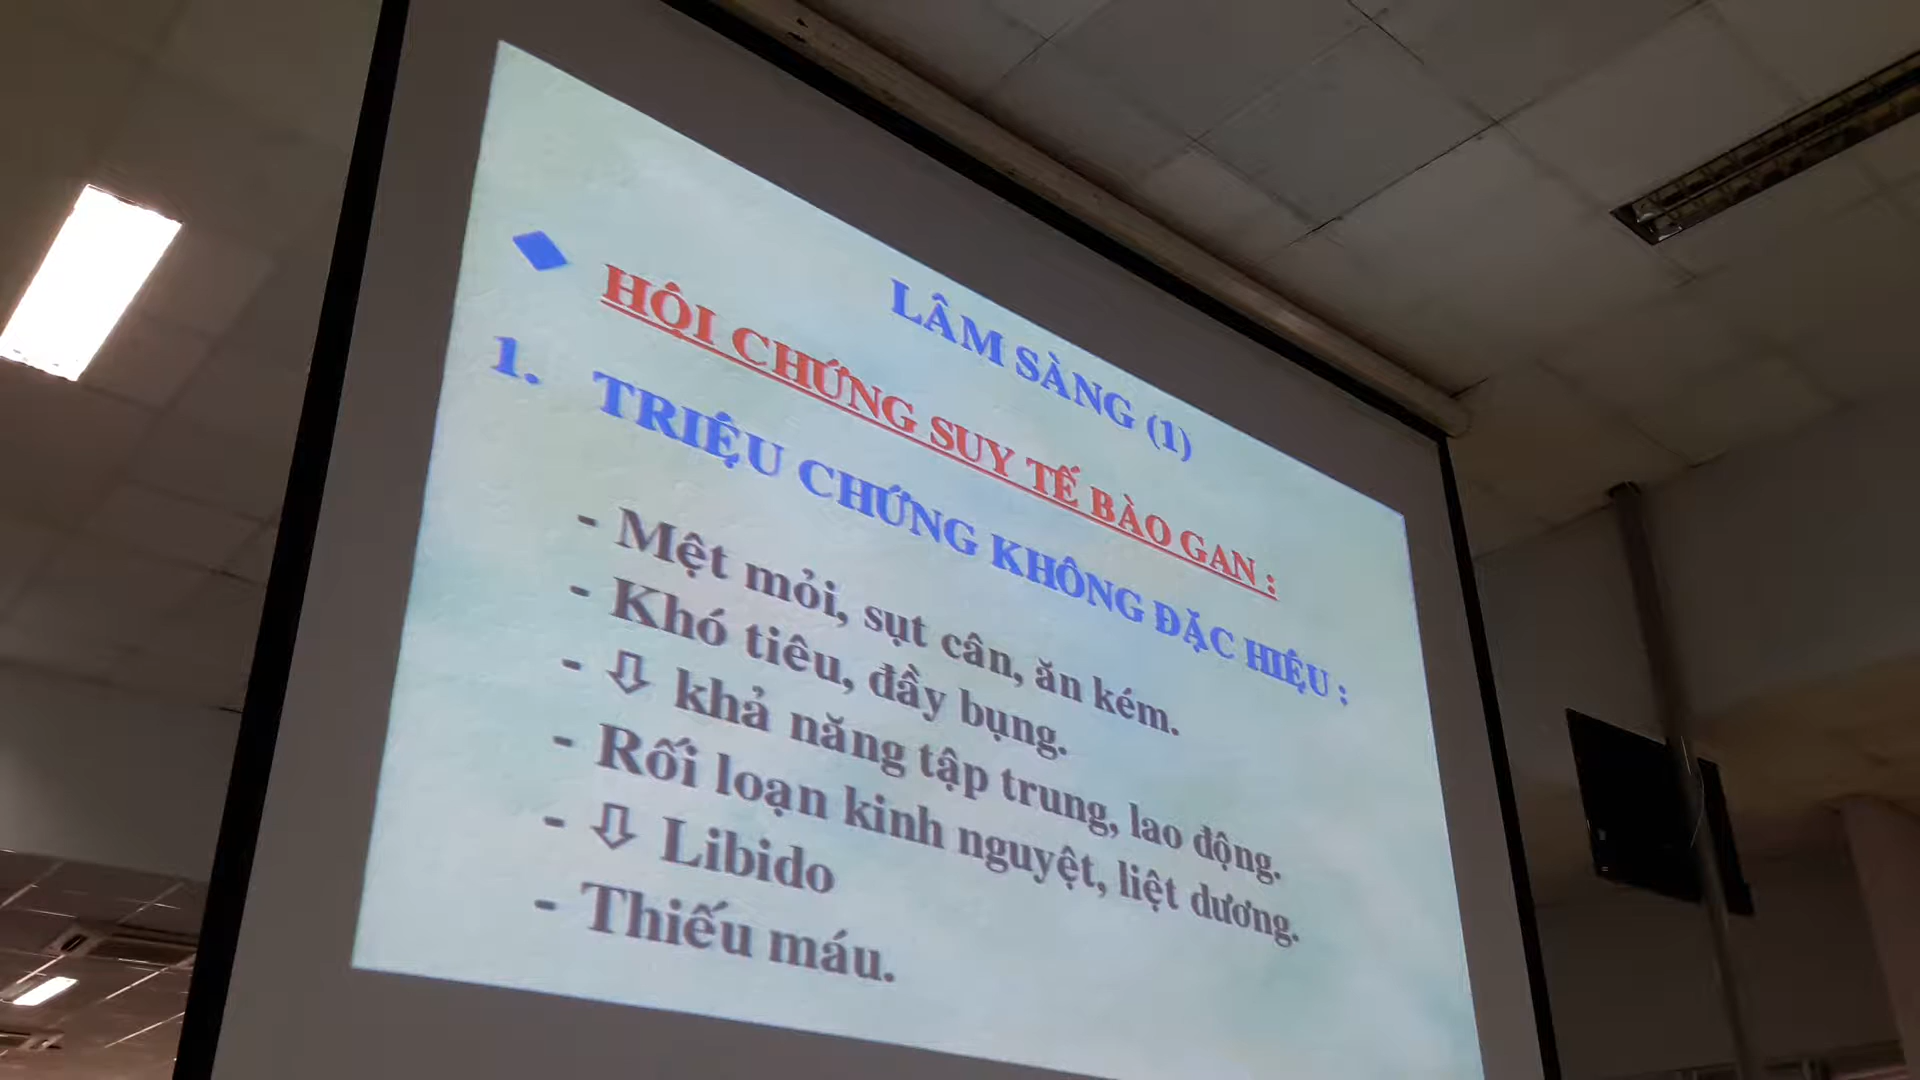 LÂM SÀNG (1)
◆ HỘI CHỨNG SUY TẾ BÀO GAN :
1. TRIỆU CHỨNG KHÔNG ĐẶC HIỆU :
- Mệt mỏi, sụt cân, ăn kém.
- Khó tiêu, đầy bụng.
- ⇩ khả năng tập trung, lao động.
- Rối loạn kinh nguyệt, liệt dương.
- ⇩ Libido
- Thiếu máu.